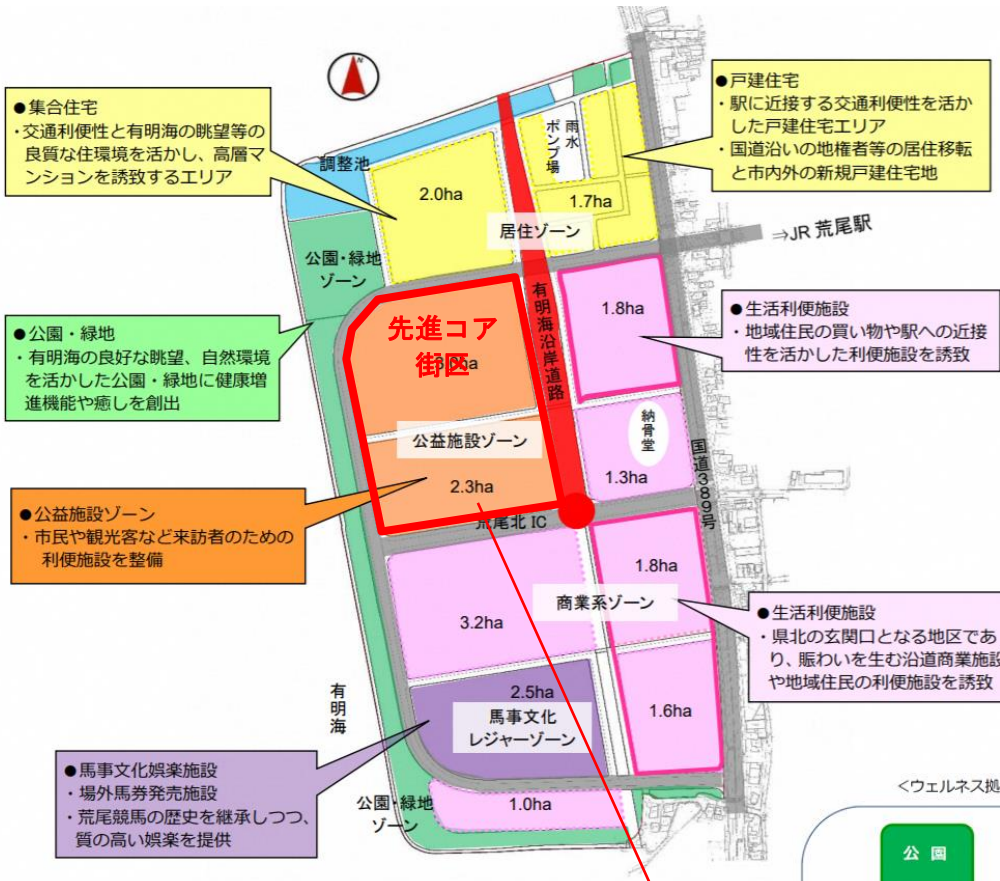 N
●集合住宅
・交通利便性と有明海の眺望等の
良質な住環境を活かし、高層マ
ンションを誘致するエリア
●戸建住宅
・駅に近接する交通利便性を活か
した戸建住宅エリア
・国道沿いの地権者等の居住移転
と市内外の新規戸建住宅地
調整池
雨水
ポンプ場
2.0ha
1.7ha
居住ゾーン
⇒JR 荒尾駅
公園・緑地
ゾーン
●公園・緑地
・有明海の良好な眺望、自然環境
を活かした公園・緑地に健康増
進機能や癒しを創出
先進コア
街区
有明海沿岸道路
1.8ha
●生活利便施設
・地域住民の買い物や駅への近接
性を活かした利便施設を誘致
公益施設ゾーン
2.3ha
納骨堂
1.3ha
国道389号
●公益施設ゾーン
・市民や観光客など来訪者のための
利便施設を整備
荒尾北 IC
1.8ha
商業系ゾーン
3.2ha
●生活利便施設
・県北の玄関口となる地区であ
り、賑わいを生む沿道商業施設
や地域住民の利便施設を誘致
有明海
2.5ha
馬事文化
レジャーゾーン
1.6ha
●馬事文化娯楽施設
・場外馬券発売施設
・荒尾競馬の歴史を継承しつつ、
質の高い娯楽を提供
公園・緑地
ゾーン
1.0ha
<ウェルネス拠
公 園